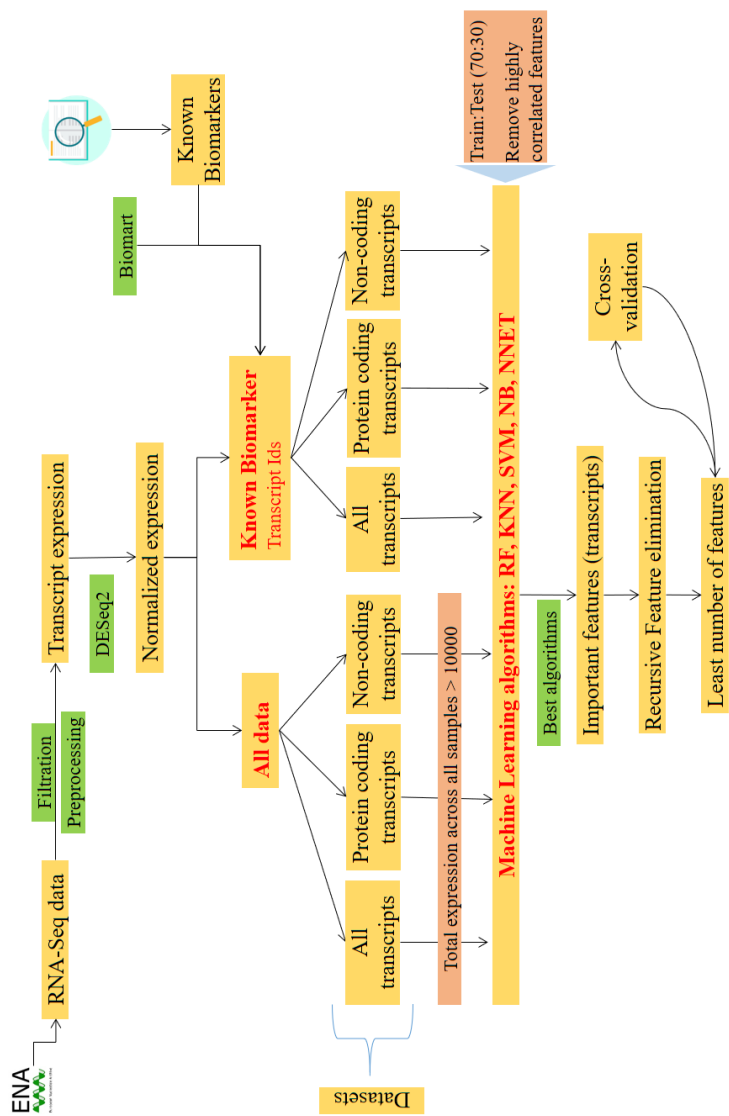 ENA
RNA-Seq data
Filtration
Preprocessing
Transcript expression
DESeq2
Normalized expression
Biomart
Known
Biomarkers
All data
Known Biomarker
Transcript Ids
Datasets
All
transcripts
Protein coding
transcripts
Non-coding
transcripts
All
transcripts
Protein coding
transcripts
Non-coding
transcripts
Total expression across all samples > 10000
Machine Learning algorithms: RF, KNN, SVM, NB, NNET
Train:Test (70:30)
Remove highly
correlated features
Best algorithms
Important features (transcripts)
Recursive Feature elimination
Least number of features
Cross-
validation